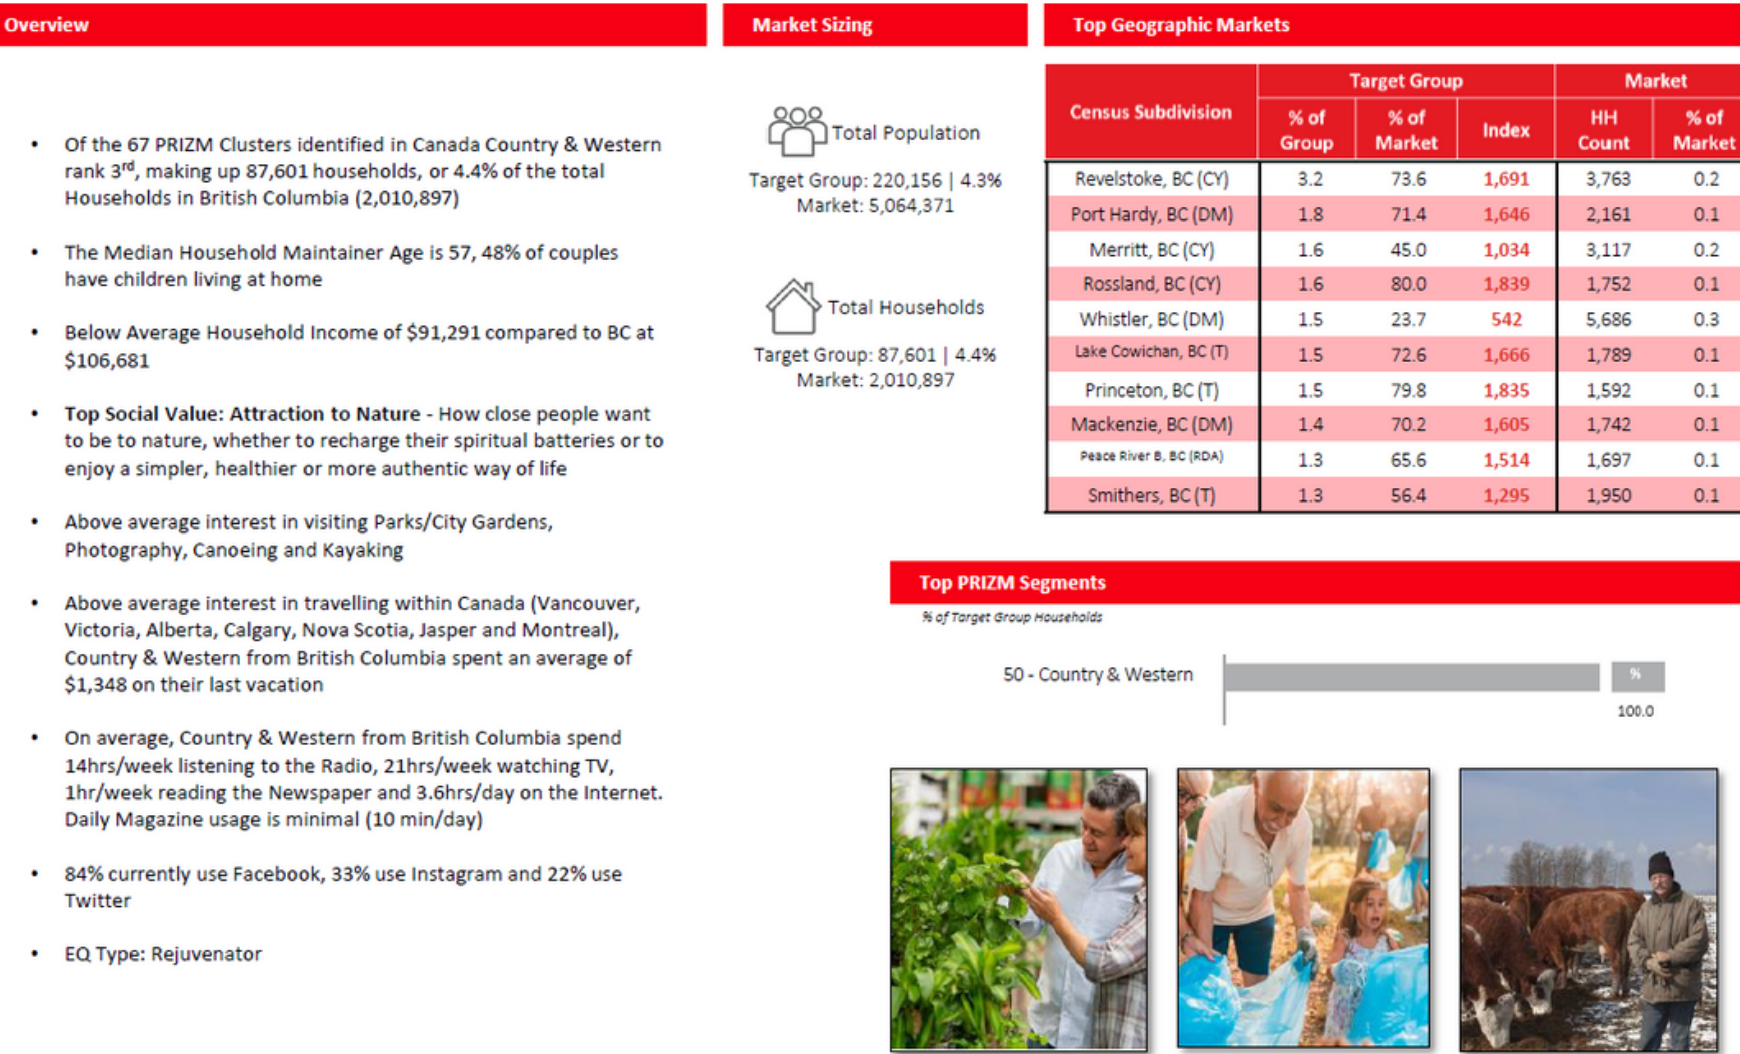 Overview
Of the 67 PRIZM Clusters identified in Canada Country & Western
rank 3rd, making up 87,601 households, or 4.4% of the total
Households in British Columbia (2,010,897)
The Median Household Maintainer Age is 57, 48% of couples
have children living at home
Below Average Household Income of $91,291 compared to BC at
$106,681
Top Social Value: Attraction to Nature - How close people want
to be to nature, whether to recharge their spiritual batteries or to
enjoy a simpler, healthier or more authentic way of life
Above average interest in visiting Parks/City Gardens,
Photography, Canoeing and Kayaking
Above average interest in travelling within Canada (Vancouver,
Victoria, Alberta, Calgary, Nova Scotia, Jasper and Montreal),
Country & Western from British Columbia spent an average of
$1,348 on their last vacation
On average, Country & Western from British Columbia spend
14hrs/week listening to the Radio, 21hrs/week watching TV,
1hr/week reading the Newspaper and 3.6hrs/day on the Internet.
Daily Magazine usage is minimal (10 min/day)
84% currently use Facebook, 33% use Instagram and 22% use
Twitter
EQ Type: Rejuvenator
Market Sizing
Total Population
Target Group: 220,156 | 4.3%
Market: 5,064,371
Total Households
Target Group: 87,601 | 4.4%
Market: 2,010,897
Top Geographic Markets
Census Subdivision Target Group Market
% of Group % of Market Index HH Count % of Market
Revelstoke, BC (CY) 3.2 73.6 1,691 3,763 0.2
Port Hardy, BC (DM) 1.8 71.4 1,646 2,161 0.1
Merritt, BC (CY) 1.6 45.0 1,034 3,117 0.2
Rossland, BC (CY) 1.6 80.0 1,839 1,752 0.1
Whistler, BC (DM) 1.5 23.7 542 5,686 0.3
Lake Cowichan, BC (T) 1.5 72.6 1,666 1,789 0.1
Princeton, BC (T) 1.5 79.8 1,835 1,592 0.1
Mackenzie, BC (DM) 1.4 70.2 1,605 1,742 0.1
Peace River B, BC (RDA) 1.3 65.6 1,514 1,697 0.1
Smithers, BC (T) 1.3 56.4 1,295 1,950 0.1
Top PRIZM Segments
% of Target Group Households
50 - Country & Western %
100.0